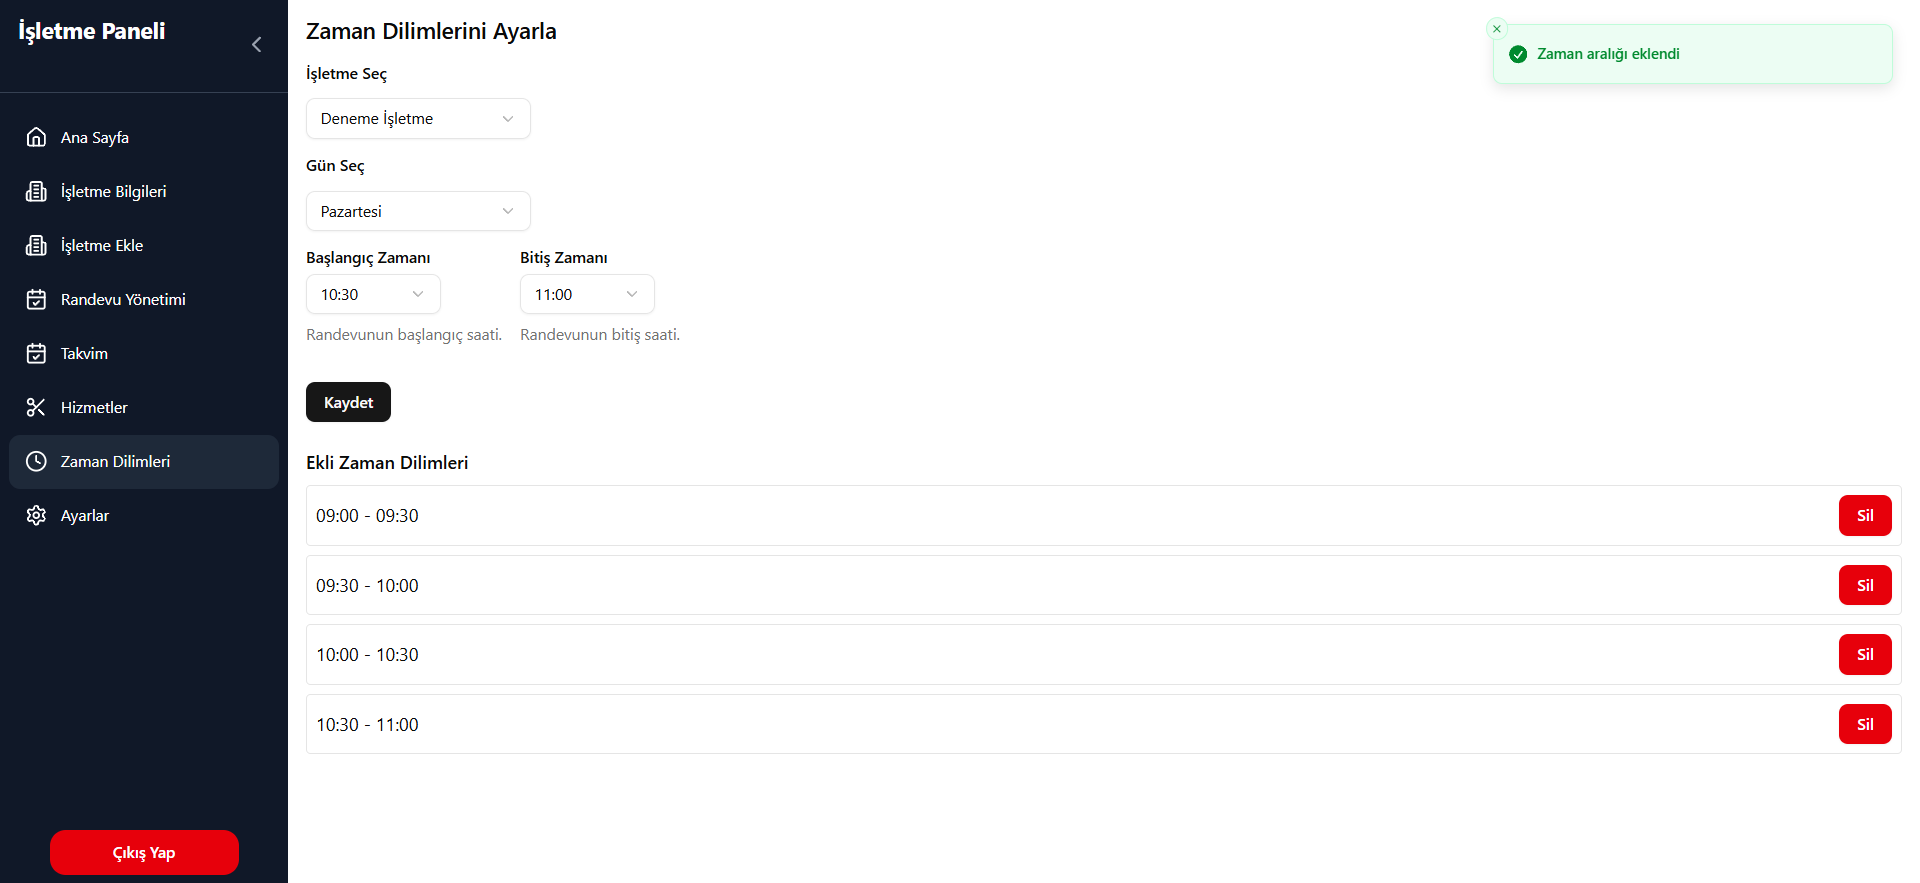 İşletme Paneli
Ana Sayfa
İşletme Bilgileri
İşletme Ekle
Randevu Yönetimi
Takvim
Hizmetler
Zaman Dilimleri
Ayarlar
Çıkış Yap
Zaman Dilimlerini Ayarla
İşletme Seç
Deneme İşletme
Gün Seç
Pazartesi
Başlangıç Zamanı
10:30
Randevunun başlangıç saati.
Bitiş Zamanı
11:00
Randevunun bitiş saati.
Kaydet
Ekli Zaman Dilimleri
09:00 - 09:30 Sil
09:30 - 10:00 Sil
10:00 - 10:30 Sil
10:30 - 11:00 Sil
Zaman aralığı eklendi